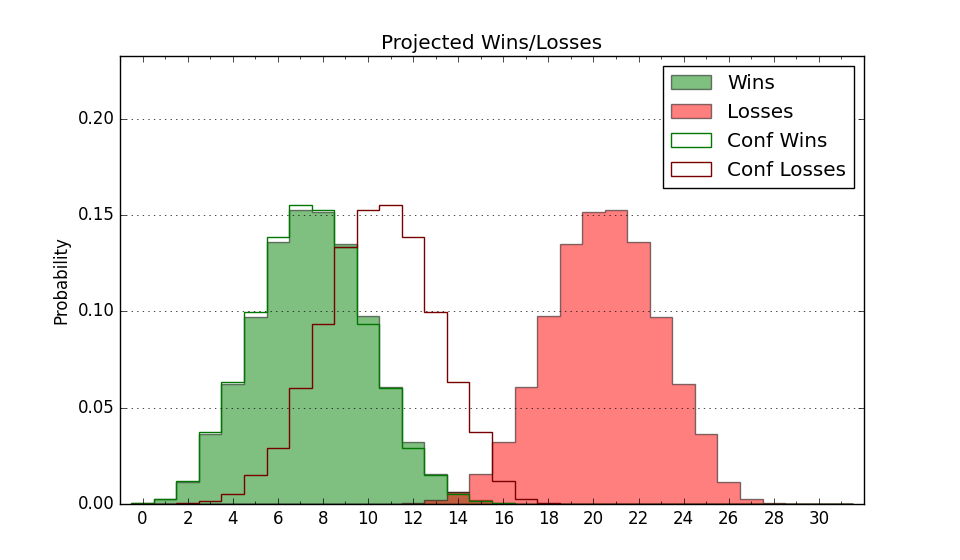 Projected Wins/Losses
Wins
Losses
Conf Wins
Conf Losses
Probability
0.20
0.15
0.10
0.05
0.00
0 2 4 6 8 10 12 14 16 18 20 22 24 26 28 30